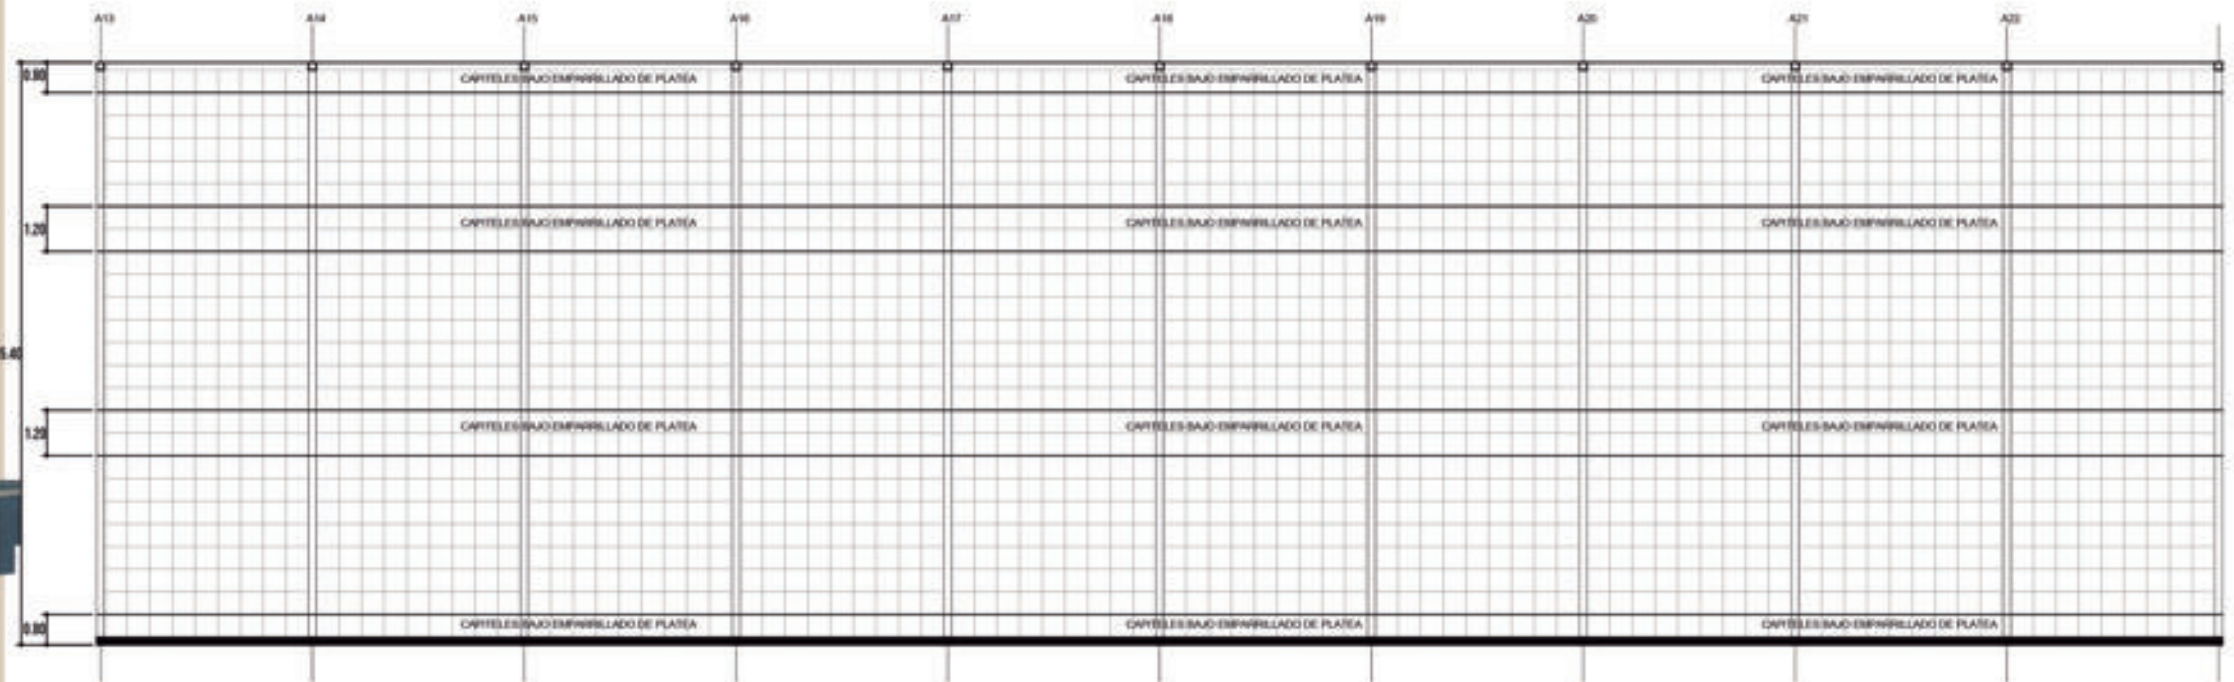 A13 A14 A15 A16 A17 A18 A19 A20 A21 A22
0.80
CAPITELES BAJO EMPARRILLADO DE PLATEA CAPITELES BAJO EMPARRILLADO DE PLATEA CAPITELES BAJO EMPARRILLADO DE PLATEA
1.20
CAPITELES BAJO EMPARRILLADO DE PLATEA CAPITELES BAJO EMPARRILLADO DE PLATEA CAPITELES BAJO EMPARRILLADO DE PLATEA
5.40
1.20
CAPITELES BAJO EMPARRILLADO DE PLATEA CAPITELES BAJO EMPARRILLADO DE PLATEA CAPITELES BAJO EMPARRILLADO DE PLATEA
0.80
CAPITELES BAJO EMPARRILLADO DE PLATEA CAPITELES BAJO EMPARRILLADO DE PLATEA CAPITELES BAJO EMPARRILLADO DE PLATEA